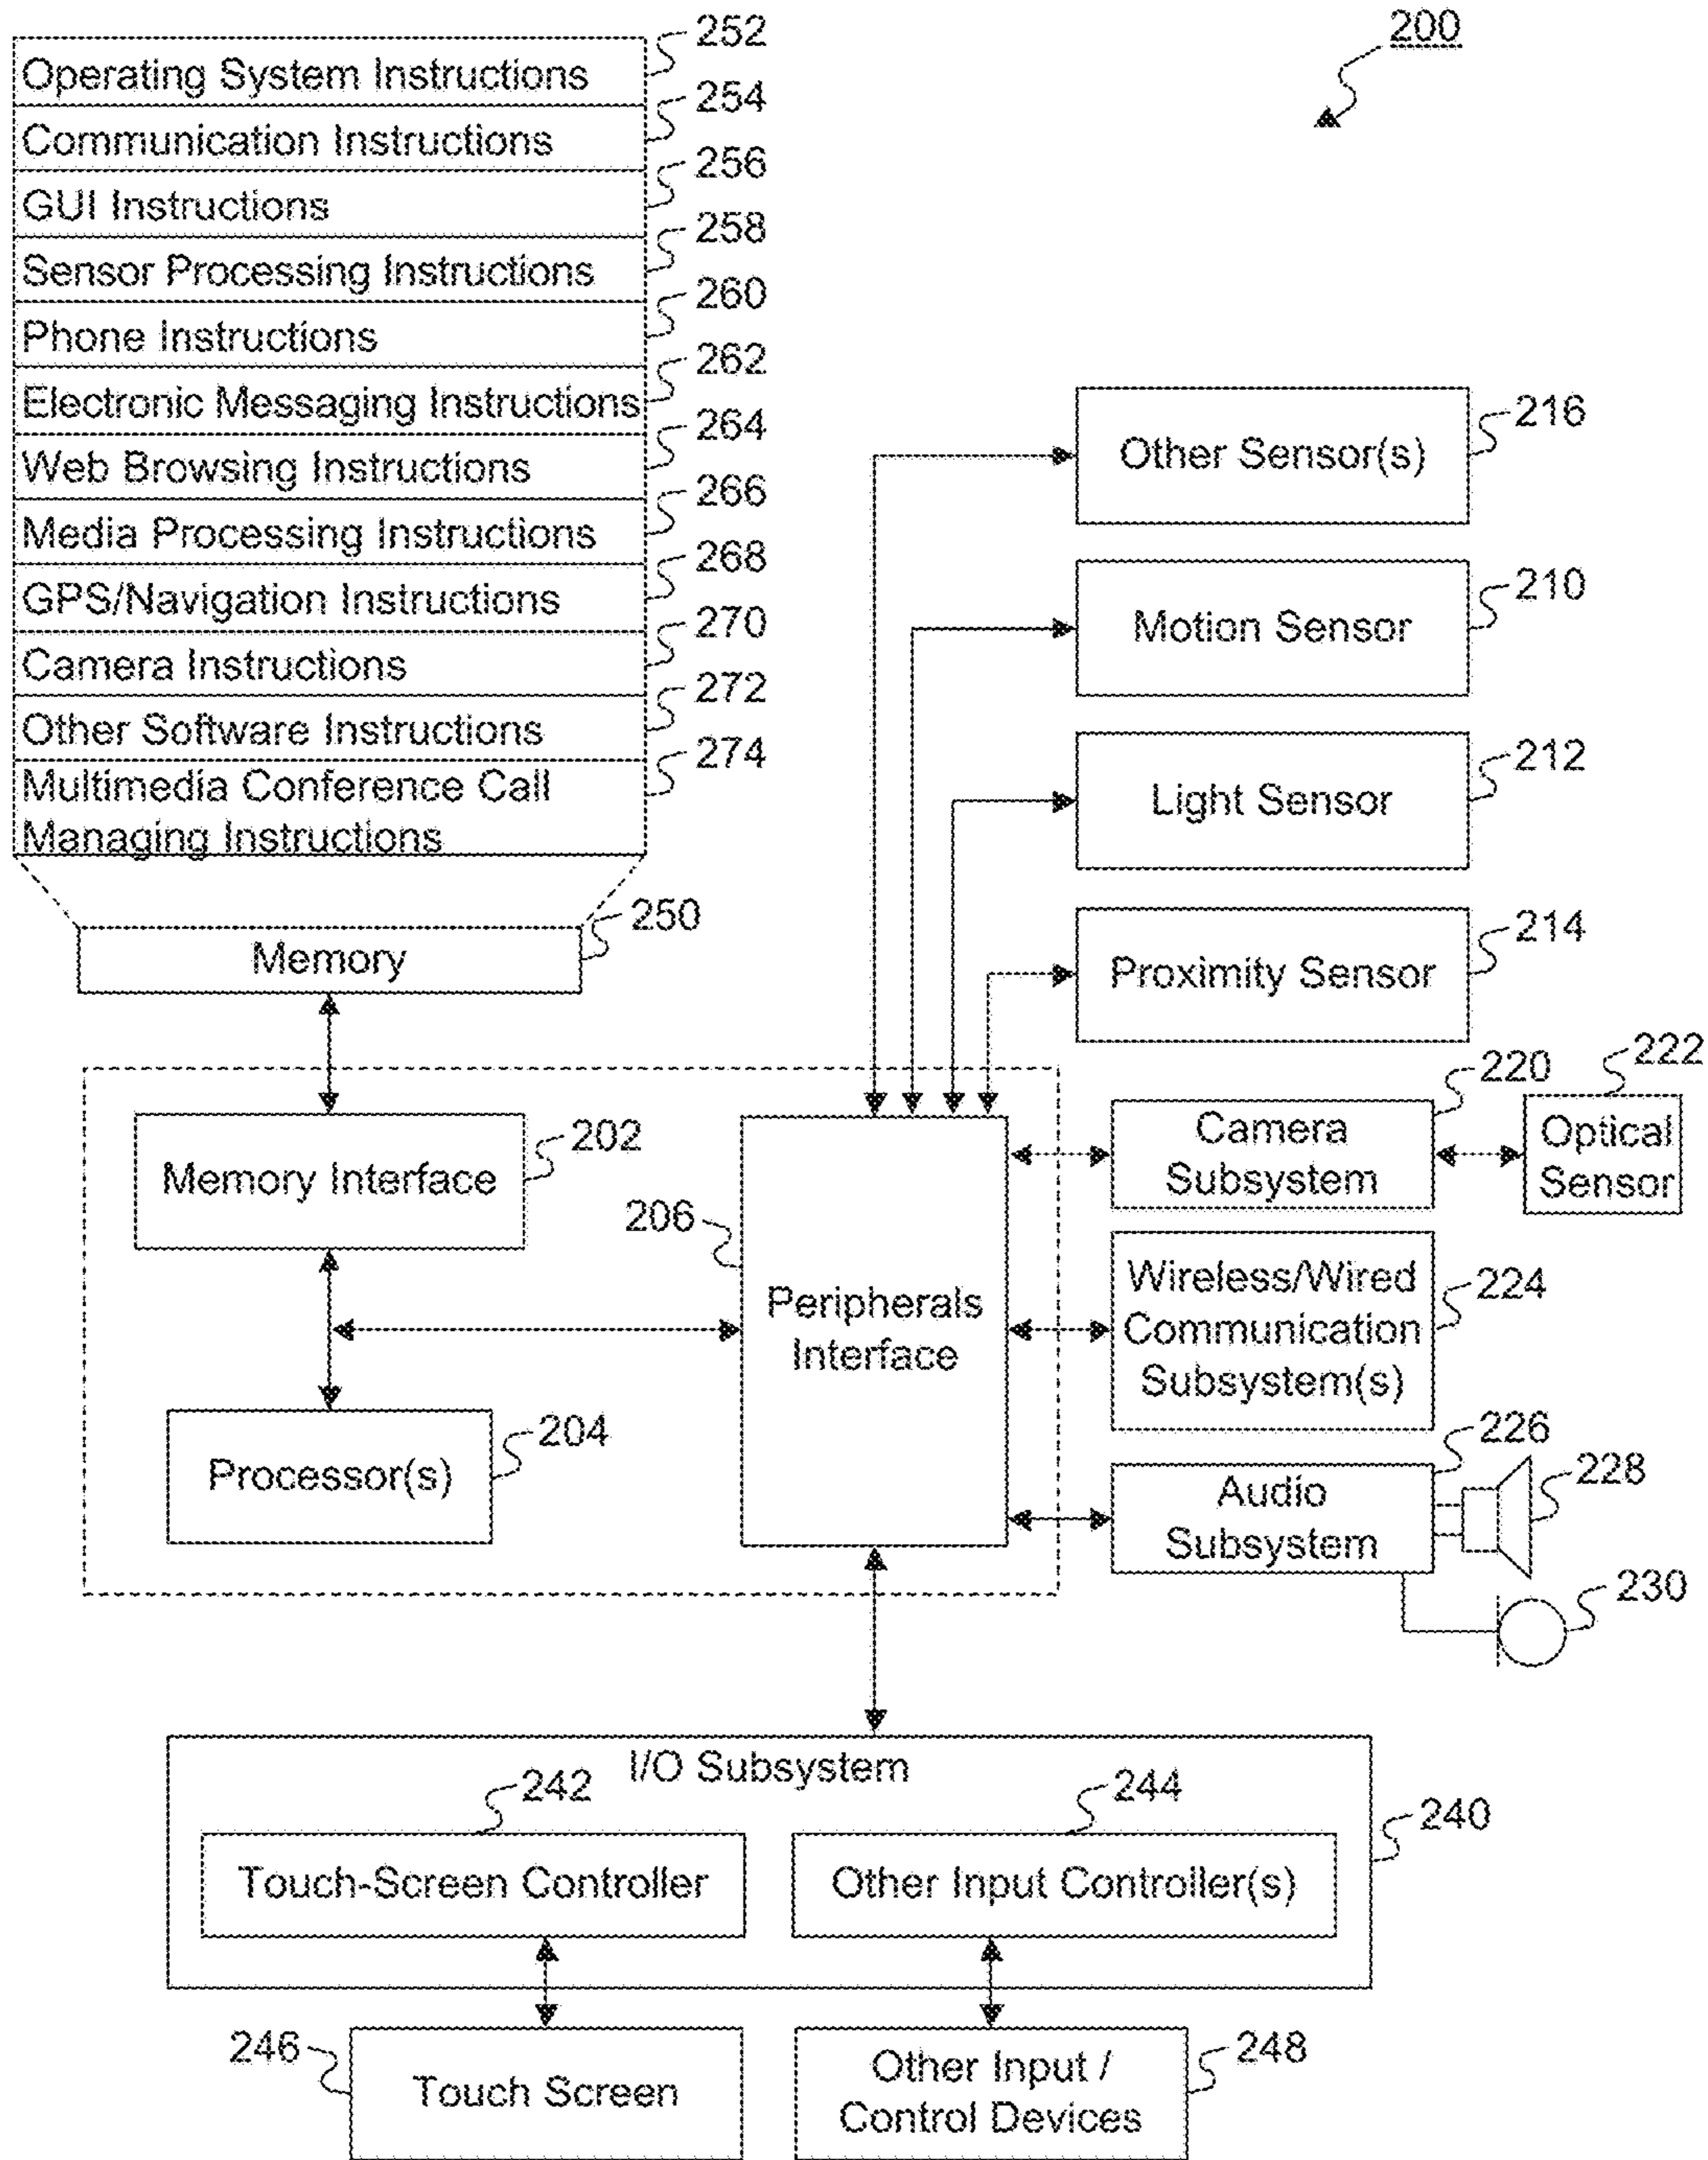 200
252
Operating System Instructions
254
Communication Instructions
256
GUI Instructions
258
Sensor Processing Instructions
260
Phone Instructions
262
Electronic Messaging Instructions
264
Web Browsing Instructions
266
Media Processing Instructions
268
GPS/Navigation Instructions
270
Camera Instructions
272
Other Software Instructions
274
Multimedia Conference Call
Managing Instructions
250
Memory
216
Other Sensor(s)
210
Motion Sensor
212
Light Sensor
214
Proximity Sensor
202
Memory Interface
206
Peripherals
Interface
204
Processor(s)
220
Camera
Subsystem
222
Optical
Sensor
224
Wireless/Wired
Communication
Subsystem(s)
226
Audio
Subsystem
228
230
I/O Subsystem
240
242
Touch-Screen Controller
244
Other Input Controller(s)
246
Touch Screen
248
Other Input /
Control Devices